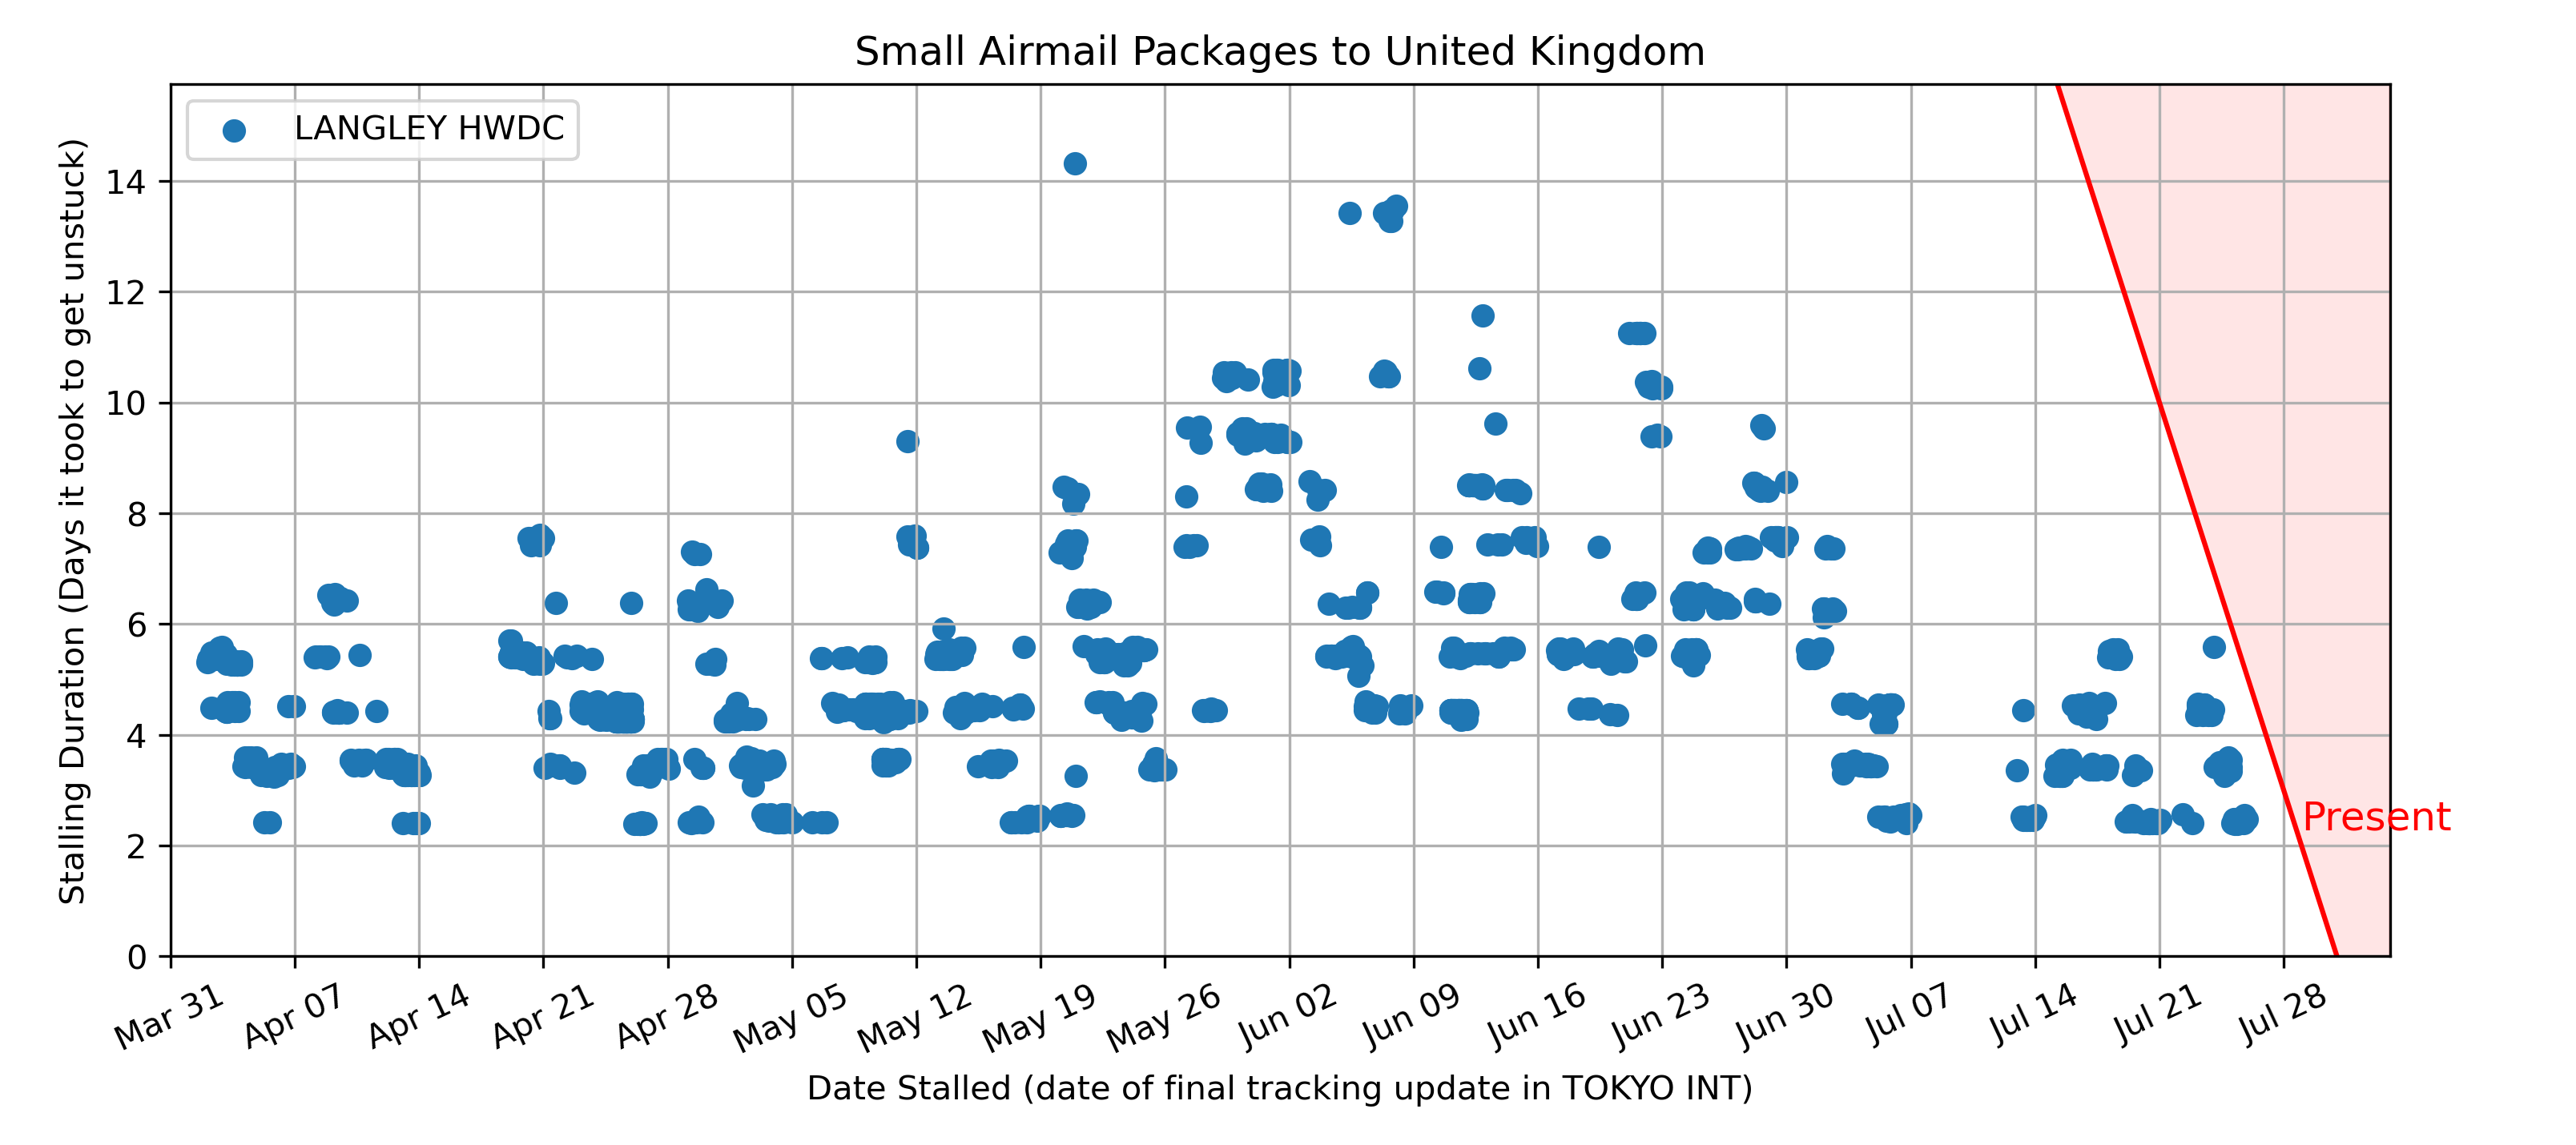 Small Airmail Packages to United Kingdom
LANGLEY HWDC
Stalling Duration (Days it took to get unstuck)
14
12
10
8
6
4
2
0
Present
Mar 31
Apr 07
Apr 14
Apr 21
Apr 28
May 05
May 12
May 19
May 26
Jun 02
Jun 09
Jun 16
Jun 23
Jun 30
Jul 07
Jul 14
Jul 21
Jul 28
Date Stalled (date of final tracking update in TOKYO INT)